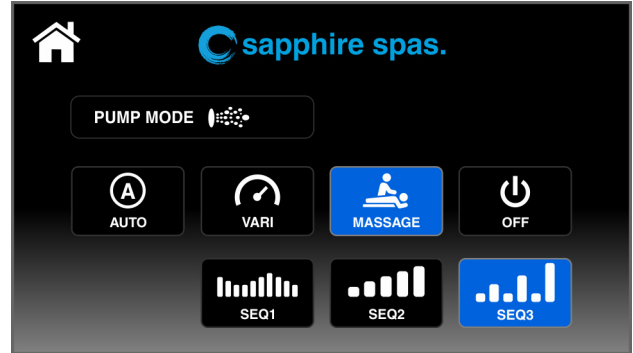 sapphire spas.
PUMP MODE
A
AUTO VARI MASSAGE OFF
SEQ1 SEQ2 SEQ3